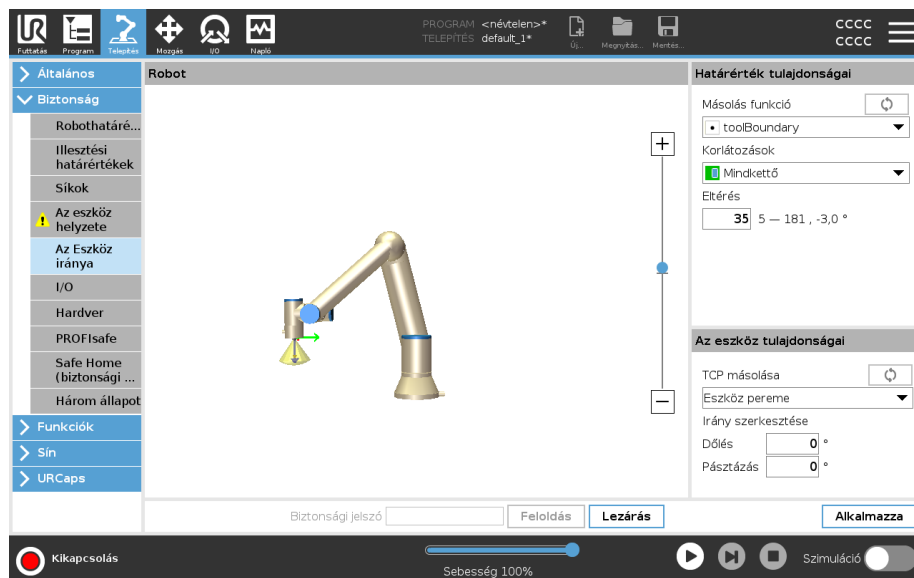 PROGRAM <névtelen>*
TELEPÍTÉS default_1*
Futtatás
Program
Telepítés
Mozgás
I/O
Napló
Új...
Megnyitás...
Mentés...
CCCC
CCCC
Általános
Biztonság
Robothatáré...
Illesztési
határértékek
Síkok
Az eszköz
helyzete
Az Eszköz
iránya
I/O
Hardver
PROFIsafe
Safe Home
(biztonsági ...
Három állapot
Funkciók
Sín
URCaps
Robot
Határérték tulajdonságai
Másolás funkció
toolBoundary
Korlátozások
Mindkettő
Eltérés
35 5 — 181 , -3,0 °
Az eszköz tulajdonságai
TCP másolása
Eszköz pereme
Irány szerkesztése
Dőlés 0 °
Pásztázás 0 °
Biztonsági jelszó
Feloldás
Lezárás
Alkalmazza
Kikapcsolás
Sebesség 100%
Szimuláció